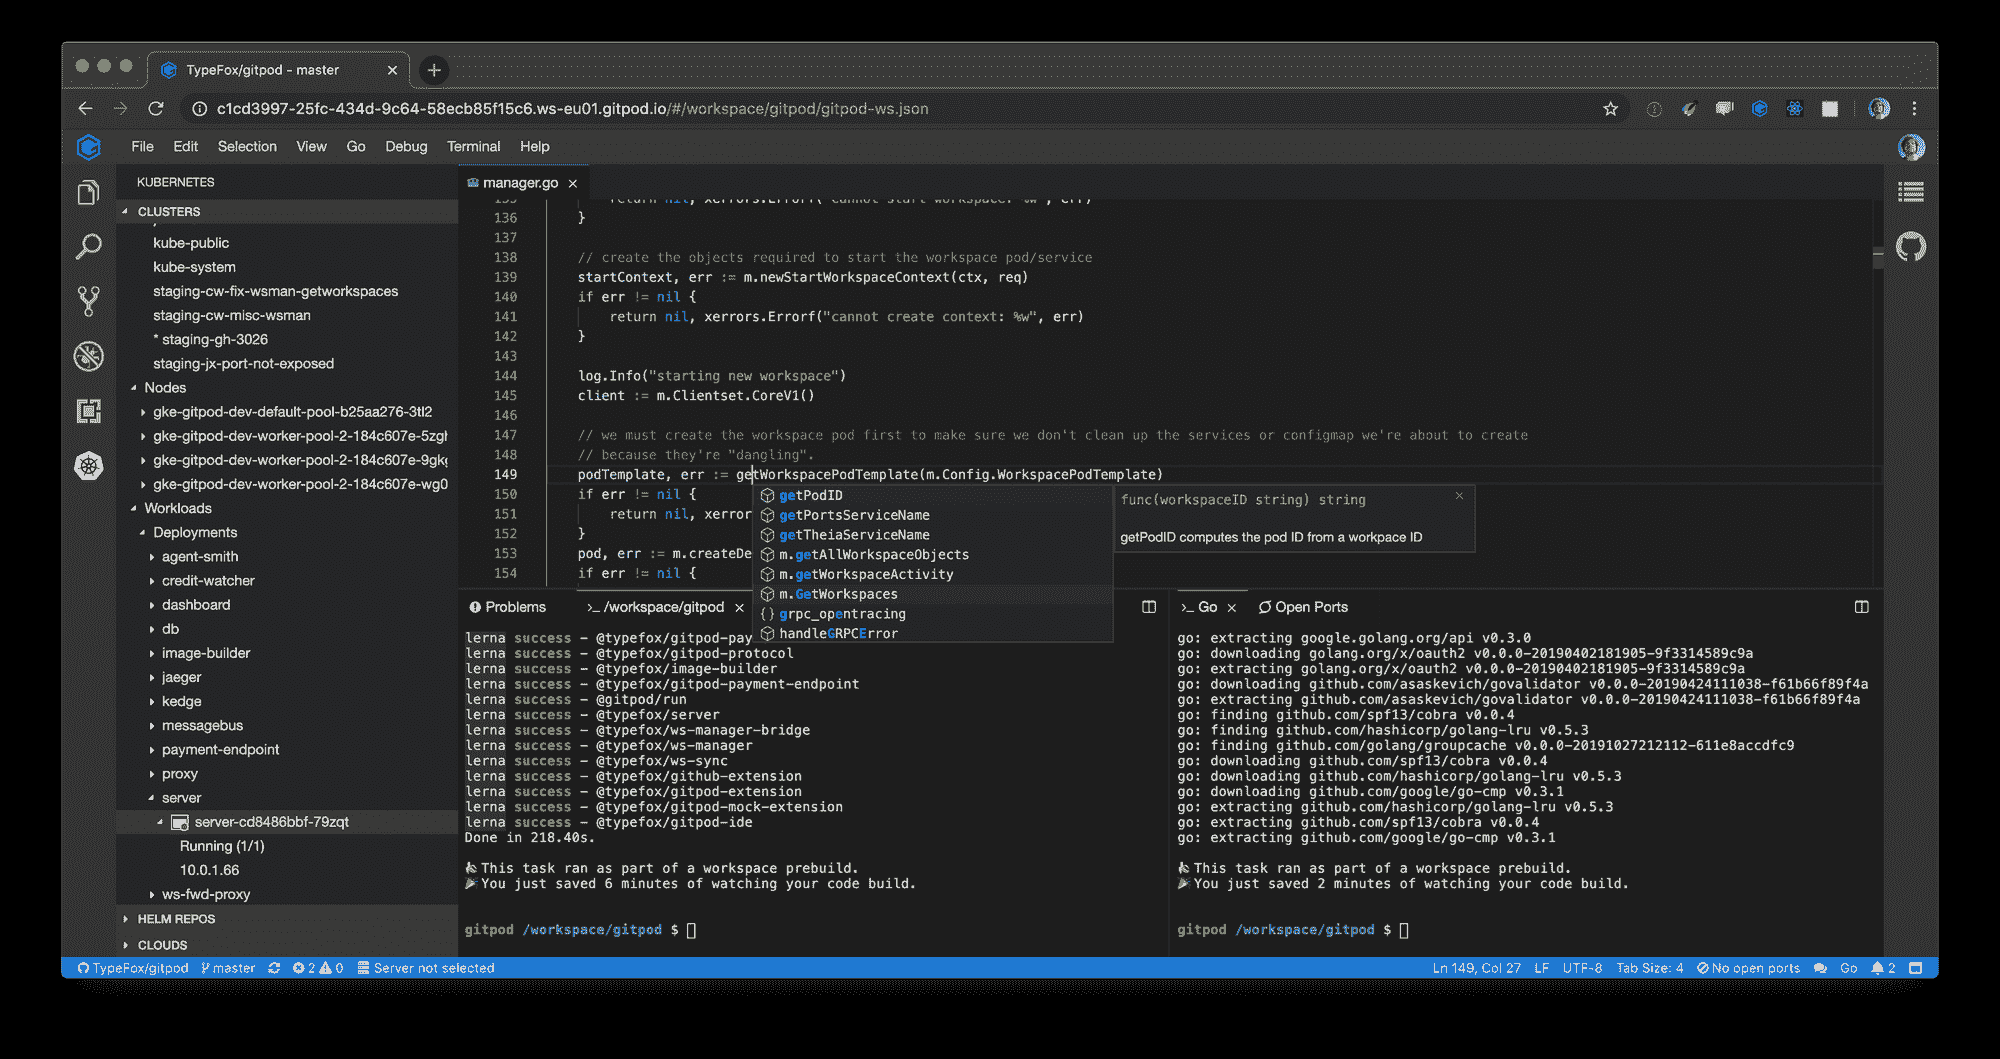 TypeFox/gitpod - master
c1cd3997-25fc-434d-9c64-58ecb85f15c6.ws-eu01.gitpod.io/#/workspace/gitpod/gitpod-ws.json
File Edit Selection View Go Debug Terminal Help
KUBERNETES
CLUSTERS
kube-public
kube-system
staging-cw-fix-wsman-getworkspaces
staging-cw-misc-wsman
* staging-gh-3026
staging-jx-port-not-exposed
Nodes
gke-gitpod-dev-default-pool-b25aa276-3tl2
gke-gitpod-dev-worker-pool-2-184c607e-5zgl
gke-gitpod-dev-worker-pool-2-184c607e-9gk
gke-gitpod-dev-worker-pool-2-184c607e-wg0
Workloads
Deployments
agent-smith
credit-watcher
dashboard
db
image-builder
jaeger
kedge
messagebus
payment-endpoint
proxy
server
server-cd8486bbf-79zqt
Running (1/1)
10.0.1.66
ws-fwd-proxy
HELM REPOS
CLOUDS
manager.go
135 return nil, xerrors.Errorf("cannot start workspace: %w", err)
136 }
137
138 // create the objects required to start the workspace pod/service
139 startContext, err := m.newStartWorkspaceContext(ctx, req)
140 if err != nil {
141 return nil, xerrors.Errorf("cannot create context: %w", err)
142 }
143
144 log.Info("starting new workspace")
145 client := m.Clientset.CoreV1()
146
147 // we must create the workspace pod first to make sure we don't clean up the services or configmap we're about to create
148 // because they're "dangling".
149 podTemplate, err := getWorkspacePodTemplate(m.Config.WorkspacePodTemplate)
150 if err != nil {
151 return nil, xerror
152 }
153 pod, err := m.createDe
154 if err != nil {
getPodID
getPortsServiceName
getTheiaServiceName
m.getAllWorkspaceObjects
m.getWorkspaceActivity
m.GetWorkspaces
{} grpc_opentracing
handleGRPCError
func(workspaceID string) string
getPodID computes the pod ID from a workpace ID
Problems >_ /workspace/gitpod
lerna success - @typefox/gitpod-pay
lerna success - @typefox/gitpod-protocol
lerna success - @typefox/image-builder
lerna success - @typefox/gitpod-payment-endpoint
lerna success - @gitpod/run
lerna success - @typefox/server
lerna success - @typefox/ws-manager-bridge
lerna success - @typefox/ws-manager
lerna success - @typefox/ws-sync
lerna success - @typefox/github-extension
lerna success - @typefox/gitpod-extension
lerna success - @typefox/gitpod-mock-extension
lerna success - @typefox/gitpod-ide
Done in 218.40s.
This task ran as part of a workspace prebuild.
You just saved 6 minutes of watching your code build.
gitpod /workspace/gitpod $
>_ Go Open Ports
go: extracting google.golang.org/api v0.3.0
go: downloading golang.org/x/oauth2 v0.0.0-20190402181905-9f3314589c9a
go: extracting golang.org/x/oauth2 v0.0.0-20190402181905-9f3314589c9a
go: downloading github.com/asaskevich/govalidator v0.0.0-20190424111038-f61b66f89f4a
go: extracting github.com/asaskevich/govalidator v0.0.0-20190424111038-f61b66f89f4a
go: finding github.com/spf13/cobra v0.0.4
go: finding github.com/hashicorp/golang-lru v0.5.3
go: finding github.com/golang/groupcache v0.0.0-20191027212112-611e8accdfc9
go: downloading github.com/spf13/cobra v0.0.4
go: downloading github.com/hashicorp/golang-lru v0.5.3
go: downloading github.com/google/go-cmp v0.3.1
go: extracting github.com/hashicorp/golang-lru v0.5.3
go: extracting github.com/spf13/cobra v0.0.4
go: extracting github.com/google/go-cmp v0.3.1
This task ran as part of a workspace prebuild.
You just saved 2 minutes of watching your code build.
gitpod /workspace/gitpod $
TypeFox/gitpod master 2 0 Server not selected Ln 149, Col 27 LF UTF-8 Tab Size: 4 No open ports Go 2